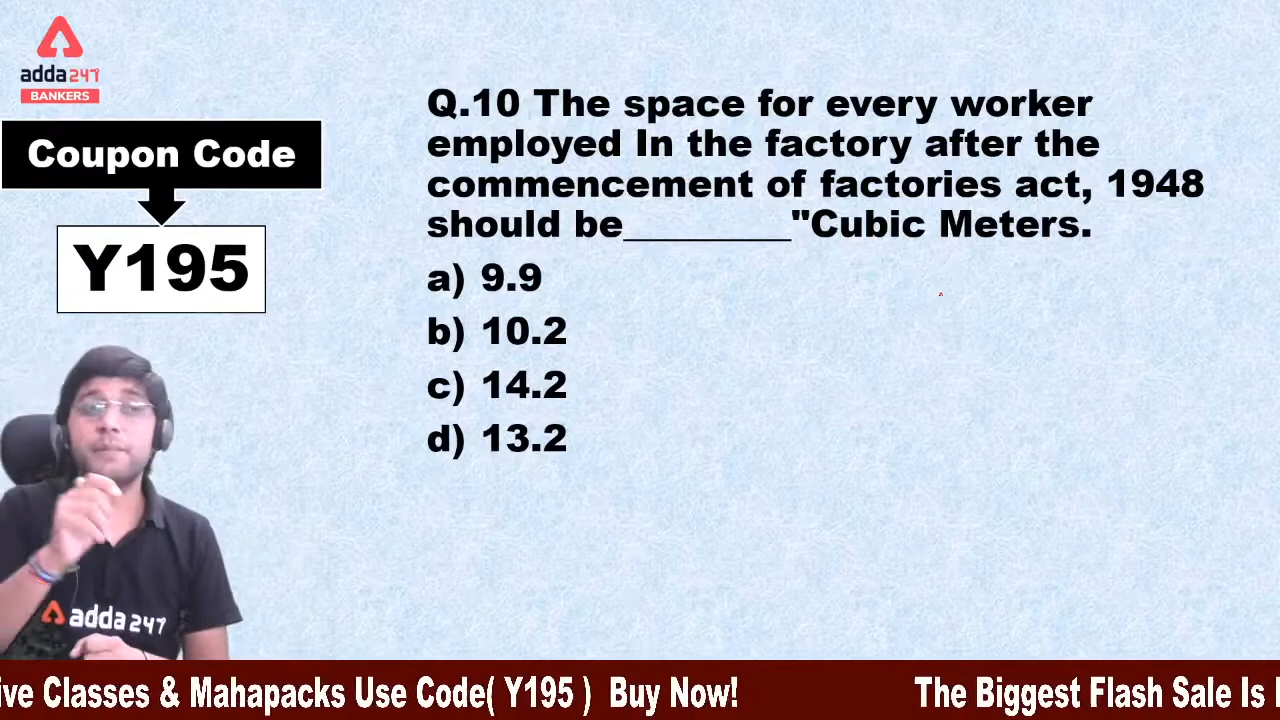 adda247
BANKERS
Coupon Code
Y195
Q.10 The space for every worker
employed In the factory after the
commencement of factories act, 1948
should be_________"Cubic Meters.
a) 9.9
b) 10.2
c) 14.2
d) 13.2
adda247
ive Classes & Mahapacks Use Code( Y195 ) Buy Now! The Biggest Flash Sale Is